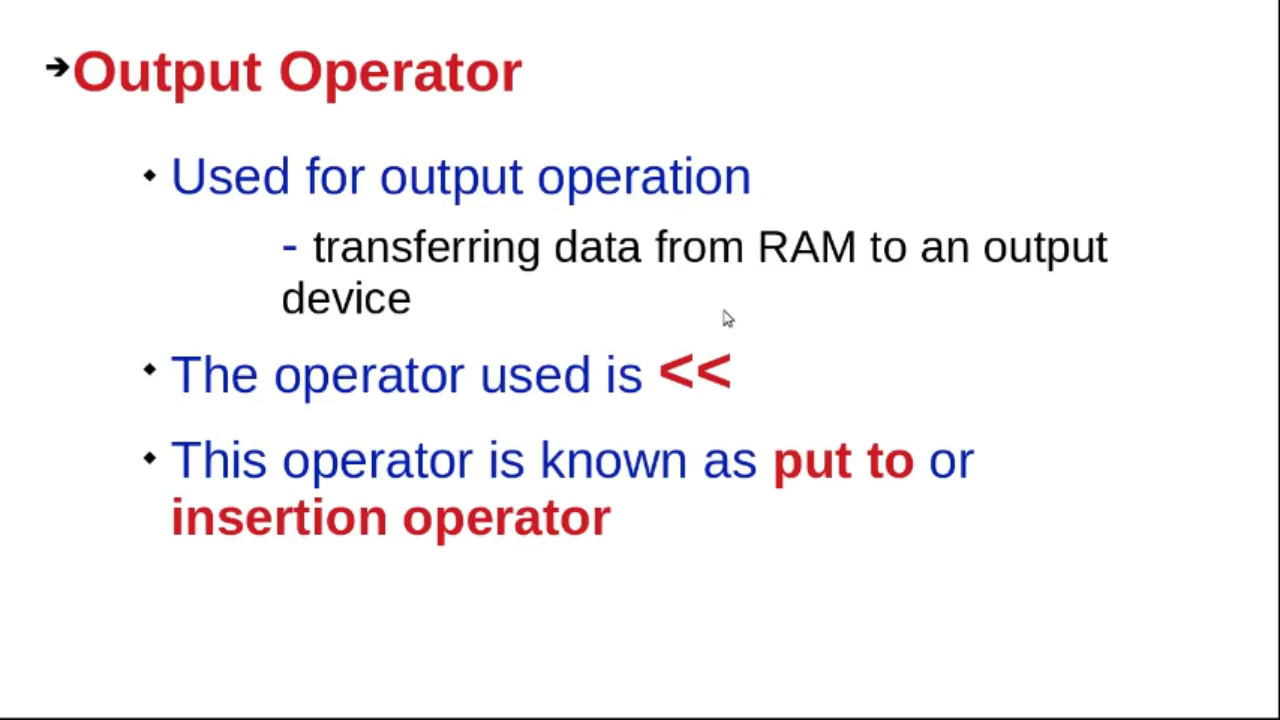 ➔Output Operator
• Used for output operation
- transferring data from RAM to an output
device
• The operator used is <<
• This operator is known as put to or
insertion operator